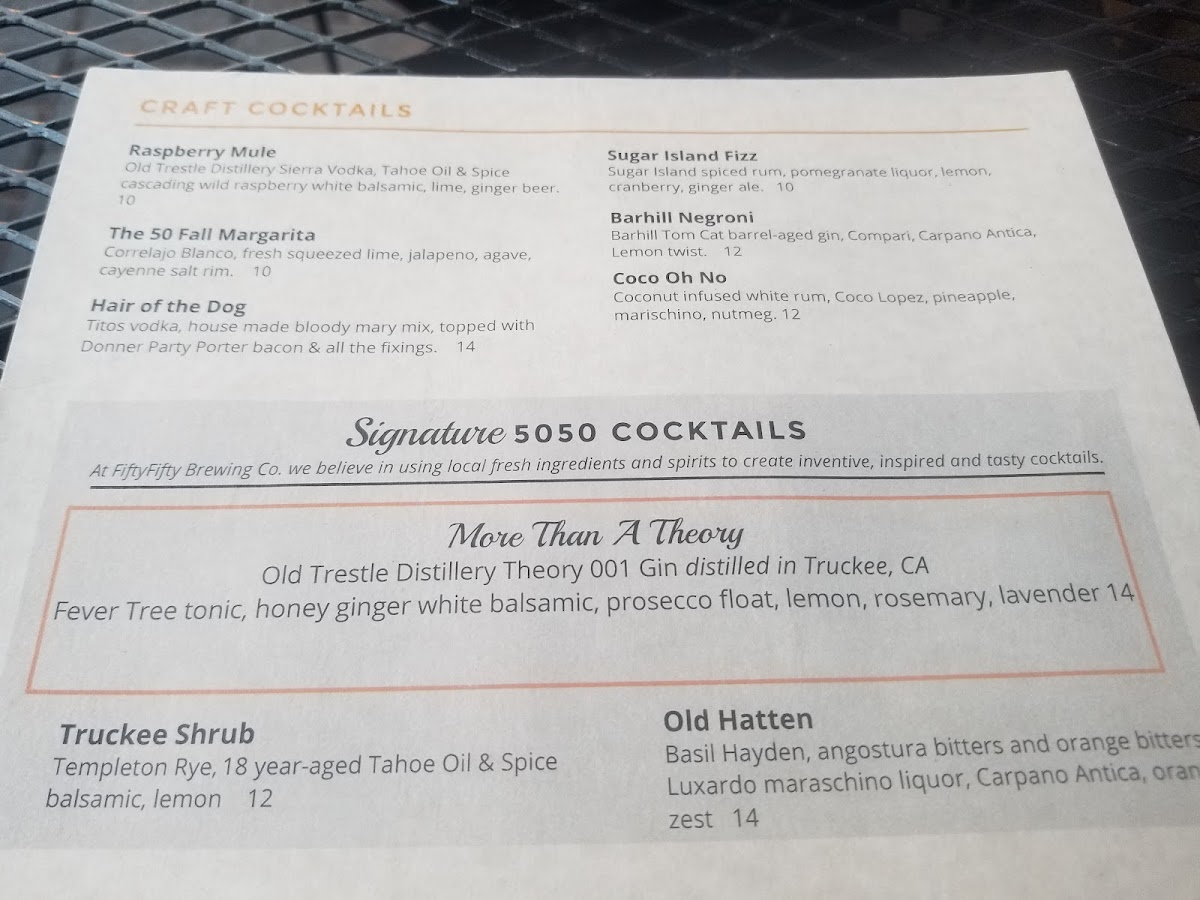 CRAFT COCKTAILS
Raspberry Mule
Old Trestle Distillery Sierra Vodka, Tahoe Oil & Spice
cascading wild raspberry white balsamic, lime, ginger beer.
10
The 50 Fall Margarita
Correlajo Blanco, fresh squeezed lime, jalapeno, agave,
cayenne salt rim. 10
Hair of the Dog
Titos vodka, house made bloody mary mix, topped with
Donner Party Porter bacon & all the fixings. 14
Sugar Island Fizz
Sugar Island spiced rum, pomegranate liquor, lemon,
cranberry, ginger ale. 10
Barhill Negroni
Barhill Tom Cat barrel-aged gin, Compari, Carpano Antica,
Lemon twist. 12
Coco Oh No
Coconut infused white rum, Coco Lopez, pineapple,
marischino, nutmeg. 12
Signature 5050 COCKTAILS
At FiftyFifty Brewing Co. we believe in using local fresh ingredients and spirits to create inventive, inspired and tasty cocktails.
More Than A Theory
Old Trestle Distillery Theory 001 Gin distilled in Truckee, CA
Fever Tree tonic, honey ginger white balsamic, prosecco float, lemon, rosemary, lavender 14
Truckee Shrub
Templeton Rye, 18 year-aged Tahoe Oil & Spice
balsamic, lemon 12
Old Hatten
Basil Hayden, angostura bitters and orange bitters
Luxardo maraschino liquor, Carpano Antica, oran
zest 14